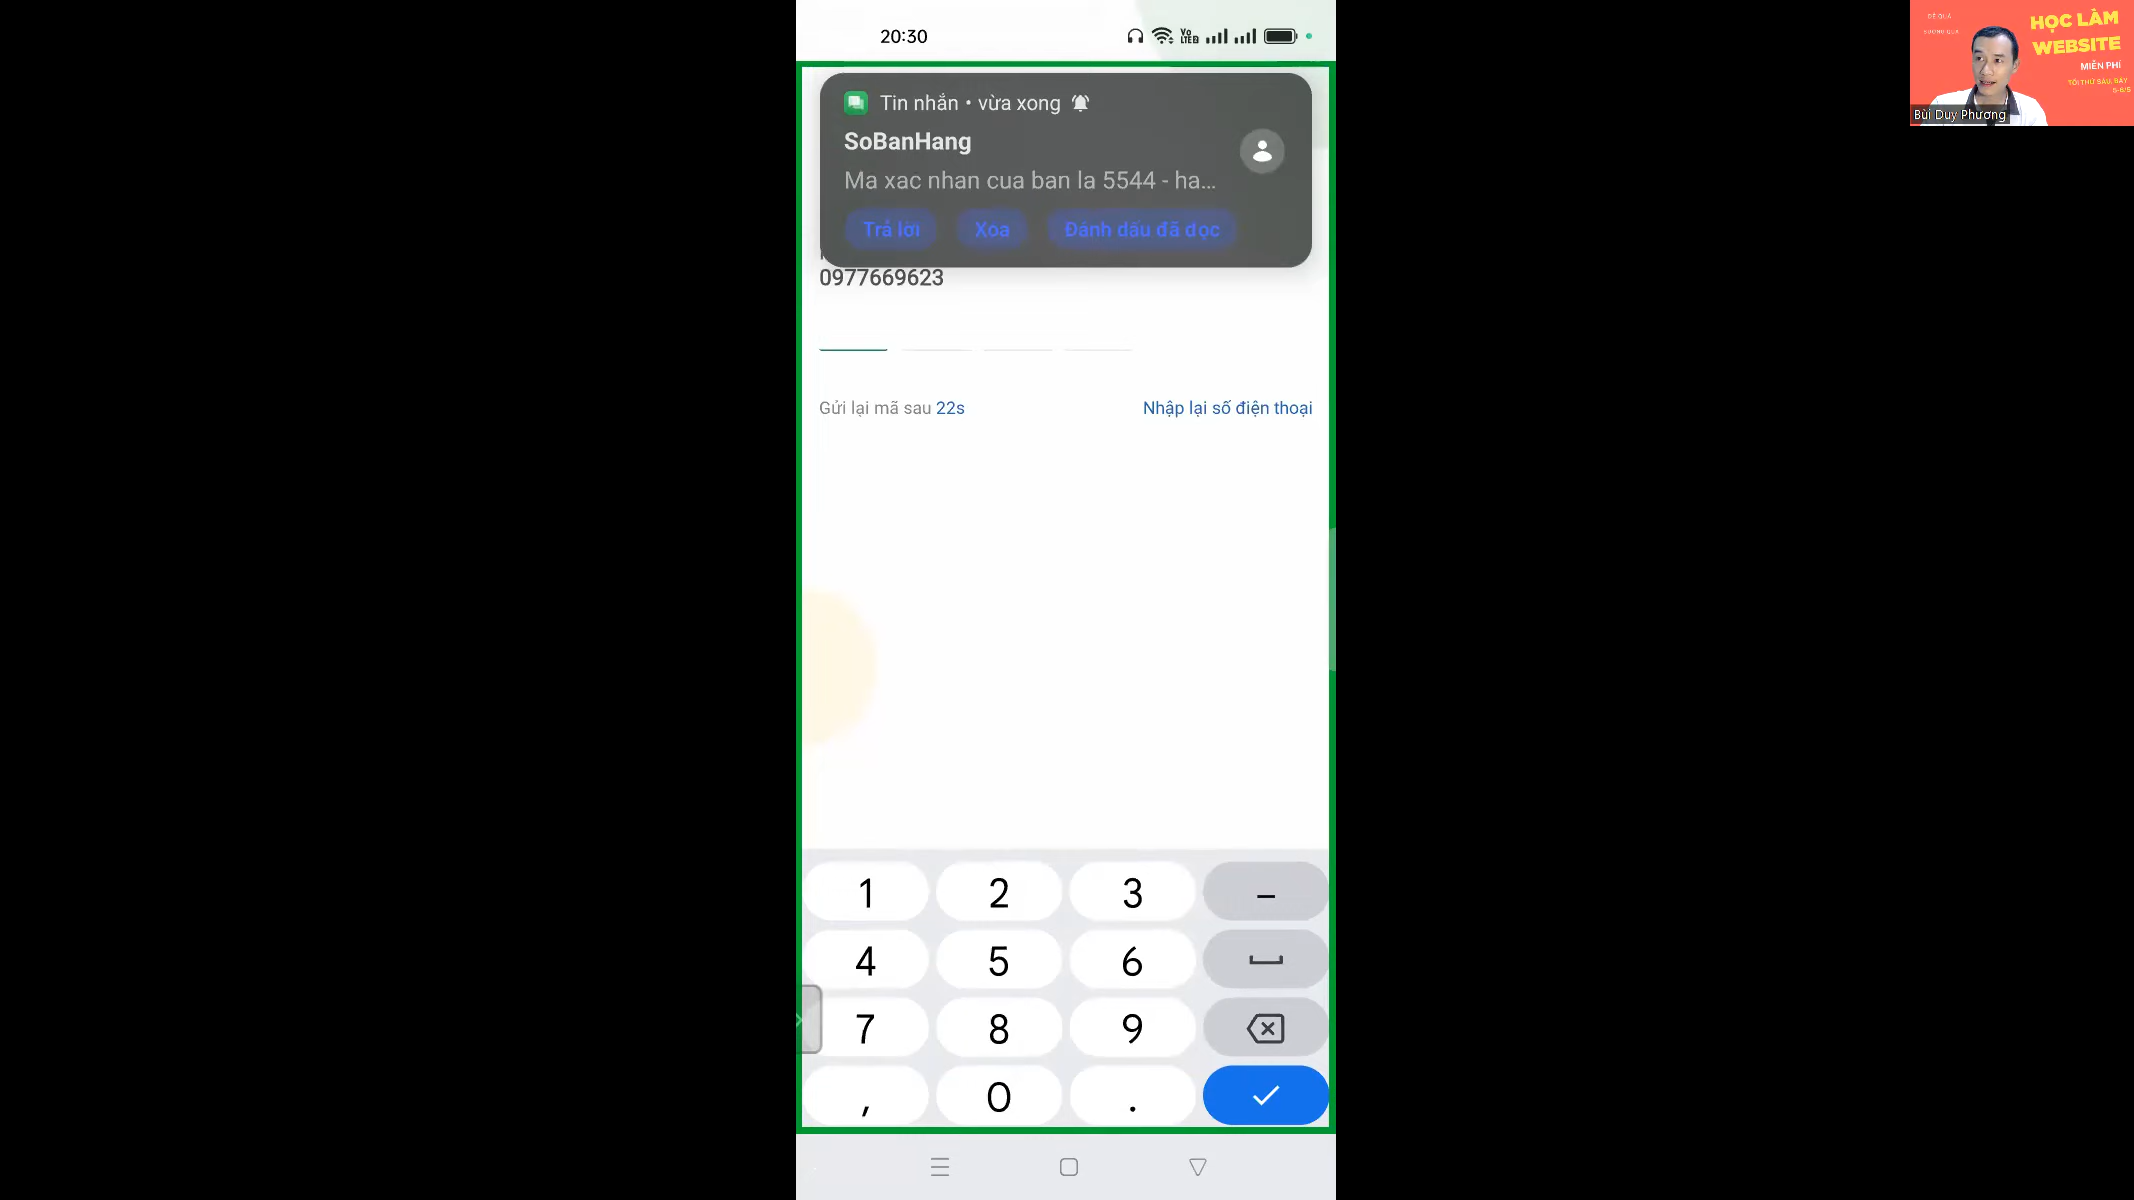 20:30
Tin nhắn • vừa xong
SoBanHang
Ma xac nhan cua ban la 5544 - ha...
Trả lời
Xóa
Đánh dấu đã đọc
0977669623
Gửi lại mã sau 22s
Nhập lại số điện thoại
1 2 3 –
4 5 6
7 8 9
, 0 .
HỌC LÀM
WEBSITE
MIỄN PHÍ
Bùi Duy Phương